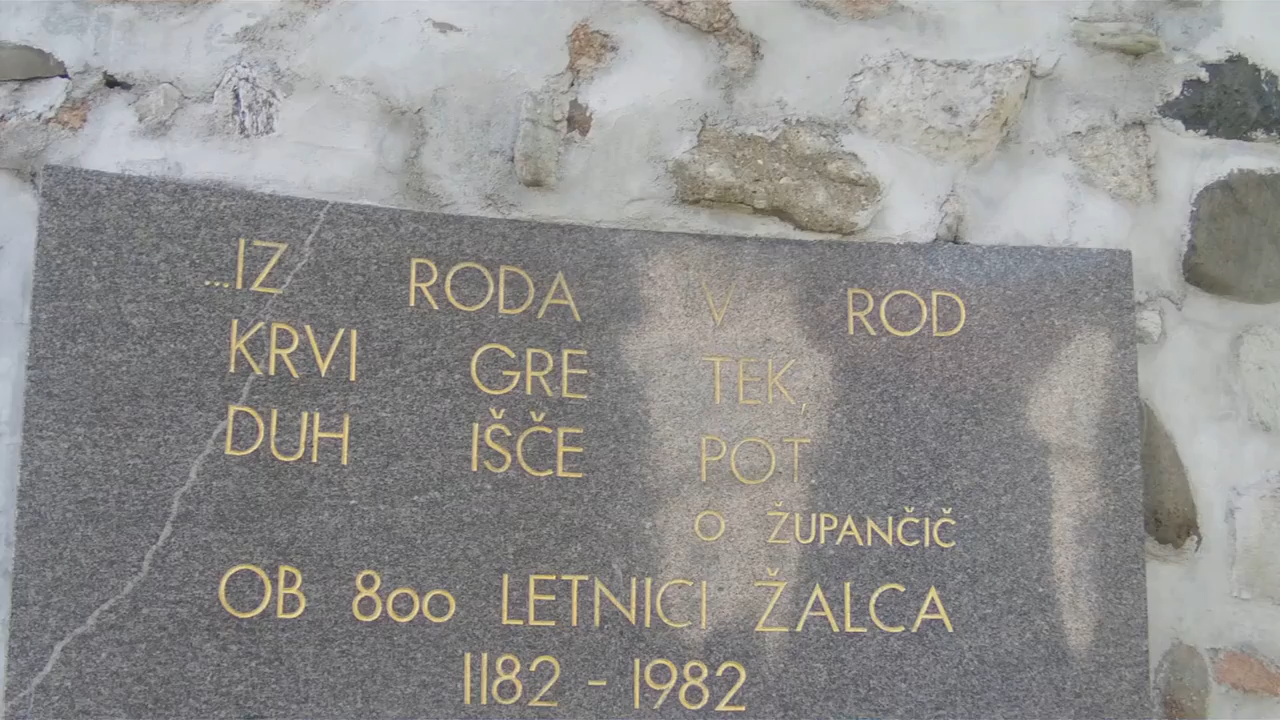 ...IZ RODA V ROD
KRVI GRE TEK,
DUH IŠČE POT
O ŽUPANČIČ
OB 800 LETNICI ŽALCA
1182 - 1982